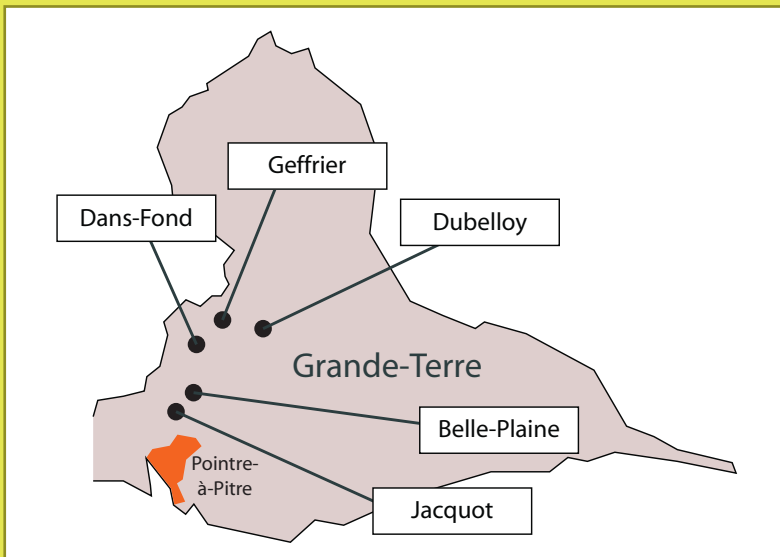 Geffrier
Dans-Fond
Dubelloy
Grande-Terre
Belle-Plaine
Pointre-
à-Pitre
Jacquot